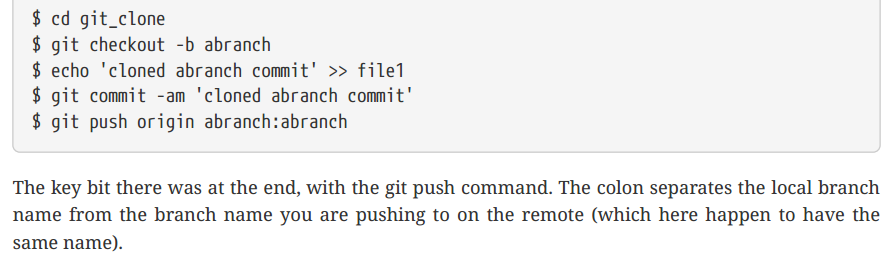 $ cd git_clone
$ git checkout -b abranch
$ echo 'cloned abranch commit' >> file1
$ git commit -am 'cloned abranch commit'
$ git push origin abranch:abranch
The key bit there was at the end, with the git push command. The colon separates the local branch
name from the branch name you are pushing to on the remote (which here happen to have the
same name).